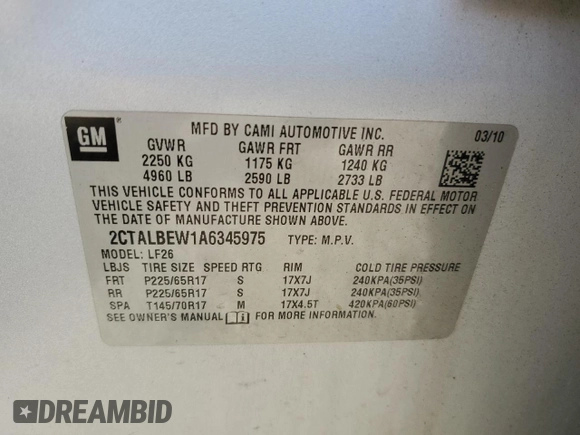 GM
®
MFD BY CAMI AUTOMOTIVE INC. 03/10
GVWR GAWR FRT GAWR RR
2250 KG 1175 KG 1240 KG
4960 LB 2590 LB 2733 LB
THIS VEHICLE CONFORMS TO ALL APPLICABLE U.S. FEDERAL MOTOR
VEHICLE SAFETY AND THEFT PREVENTION STANDARDS IN EFFECT ON
THE DATE OF MANUFACTURE SHOWN ABOVE.
2CTALBEW1A6345975 TYPE: M.P.V.
MODEL: LF26
LBJS TIRE SIZE SPEED RTG RIM COLD TIRE PRESSURE
FRT P225/65R17 S 17X7J 240KPA(35PSI)
RR P225/65R17 S 17X7J 240KPA(35PSI)
SPA T145/70R17 M 17X4.5T 420KPA(60PSI)
SEE OWNER'S MANUAL FOR MORE INFORMATION.
DREAMBID